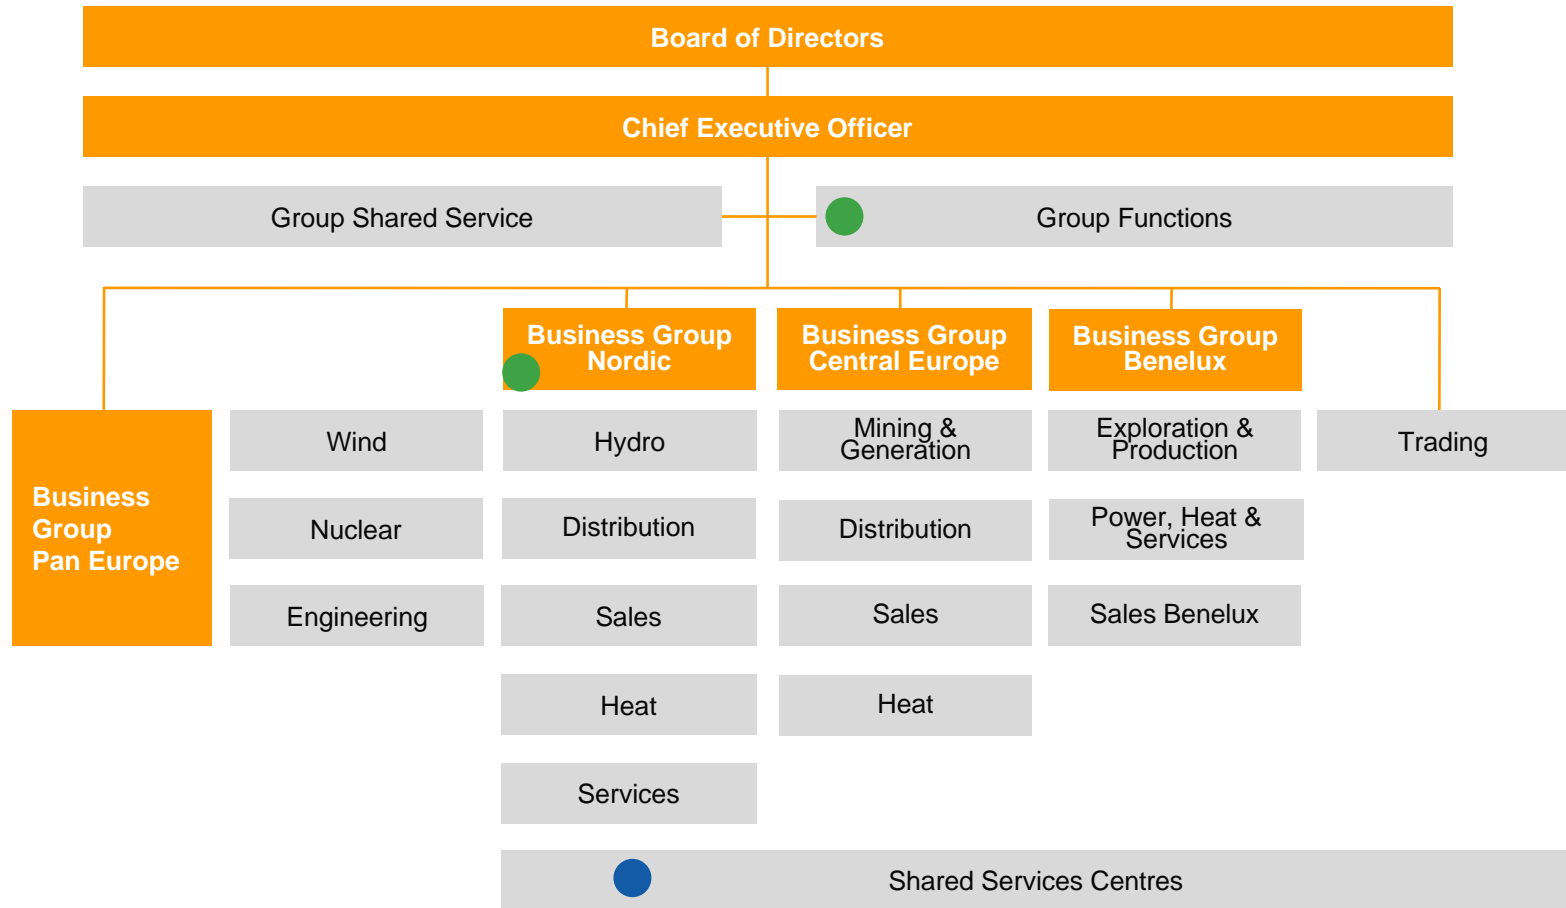 Board of Directors
Chief Executive Officer
Group Shared Service
Group Functions
Business Group
Nordic
Business Group
Central Europe
Business Group
Benelux
Business
Group
Pan Europe
Wind
Nuclear
Engineering
Hydro
Distribution
Sales
Heat
Services
Mining &
Generation
Distribution
Sales
Heat
Exploration &
Production
Power, Heat &
Services
Sales Benelux
Trading
Shared Services Centres